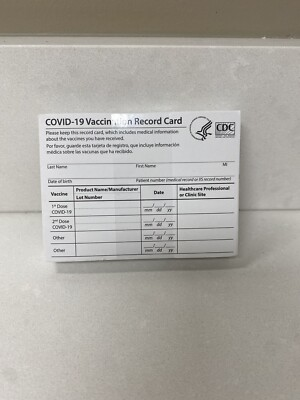 COVID-19 Vaccination Record Card
Please keep this record card, which includes medical information
about the vaccines you have received.
Por favor, guarde esta tarjeta de registro, que incluye información
médica sobre las vacunas que ha recibido.
CDC
Last Name First Name MI
Date of birth Patient number (medical record or IIS record number)
Vaccine Product Name/Manufacturer Date Healthcare Professional
Lot Number or Clinic Site
1st Dose
COVID-19
mm dd yy
2nd Dose
COVID-19
mm dd yy
Other
mm dd yy
Other
mm dd yy